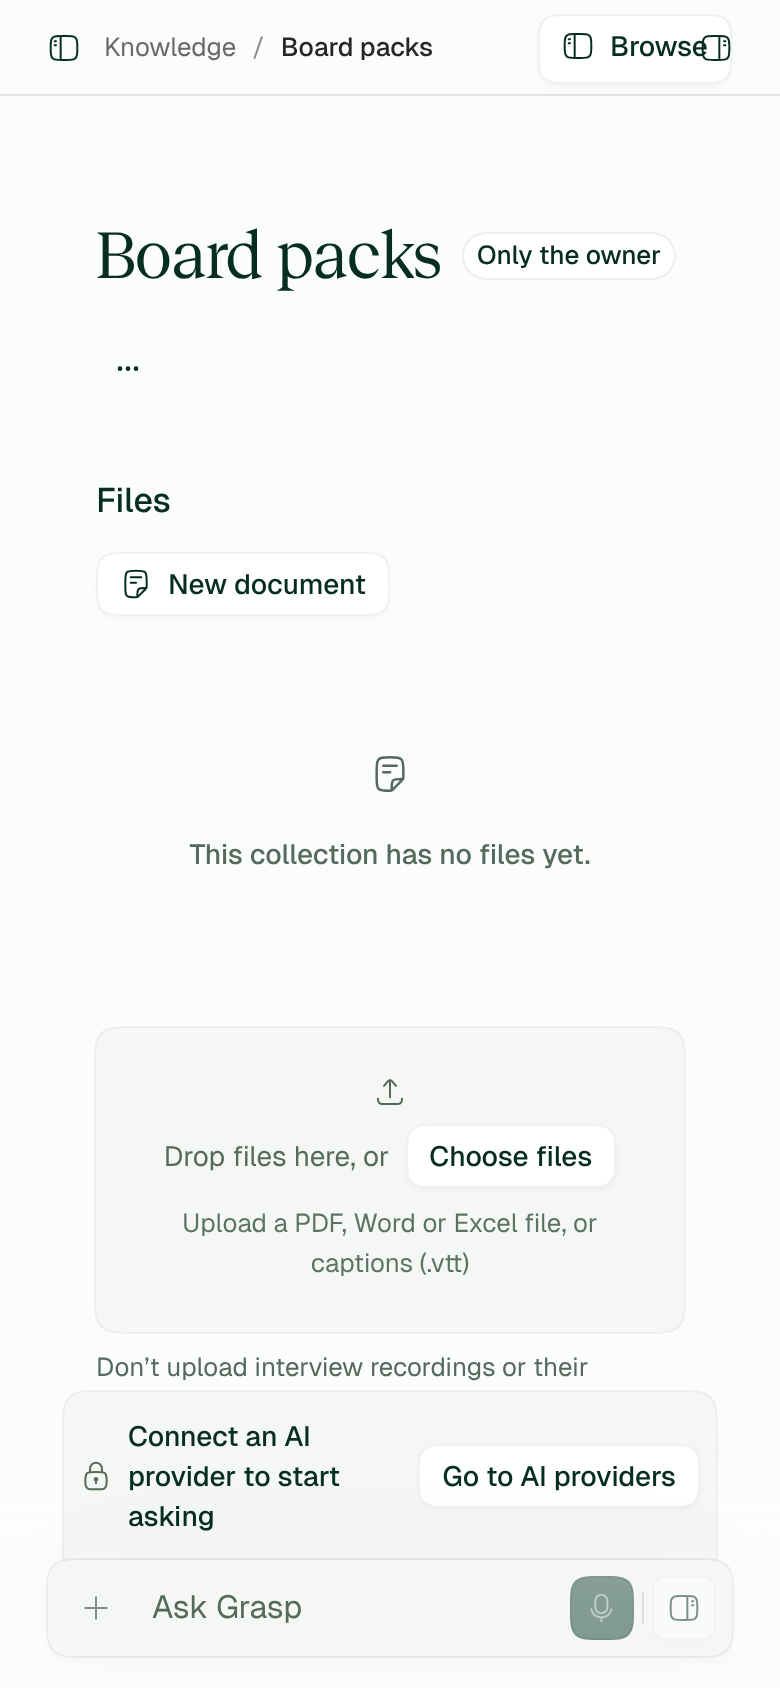 Knowledge / Board packs
Browse
Board packs
Only the owner
...
Files
New document
This collection has no files yet.
Drop files here, or
Choose files
Upload a PDF, Word or Excel file, or
captions (.vtt)
Don’t upload interview recordings or their
Connect an AI
provider to start
asking
Go to AI providers
Ask Grasp